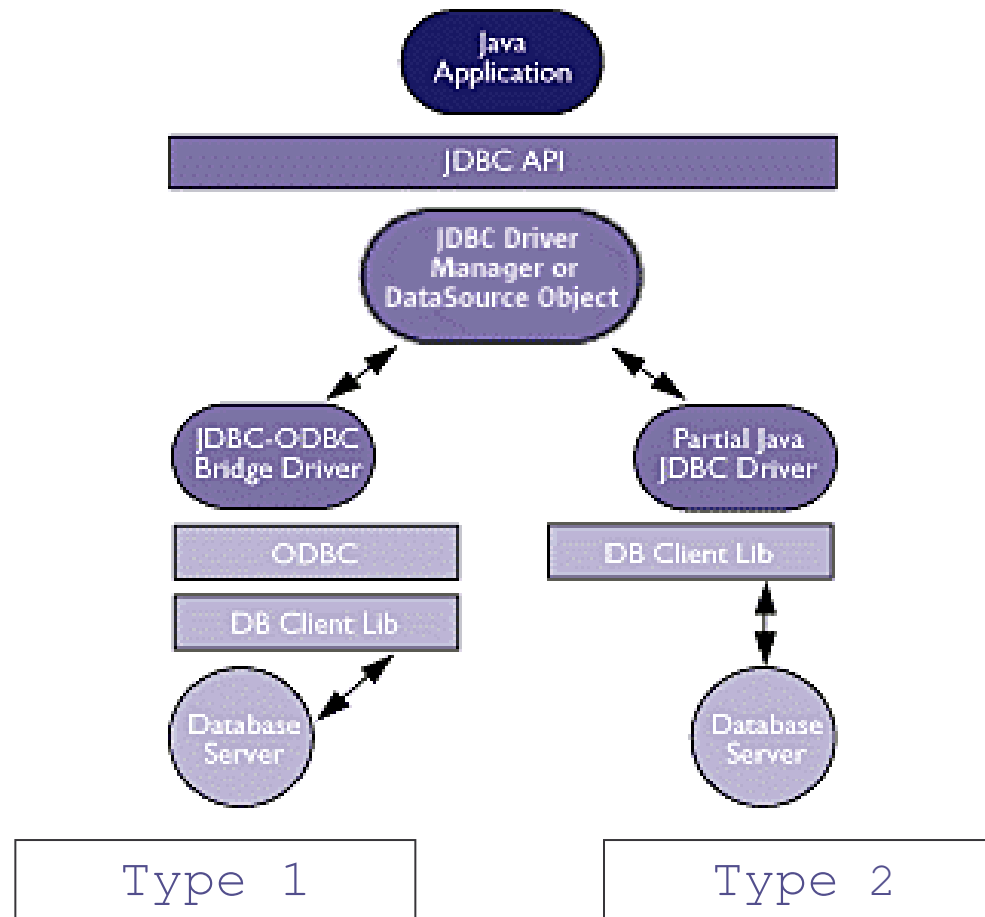 Java
Application
JDBC API
JDBC Driver
Manager or
DataSource Object
JDBC-ODBC
Bridge Driver
Partial Java
JDBC Driver
ODBC
DB Client Lib
DB Client Lib
Database
Server
Database
Server
Type 1
Type 2